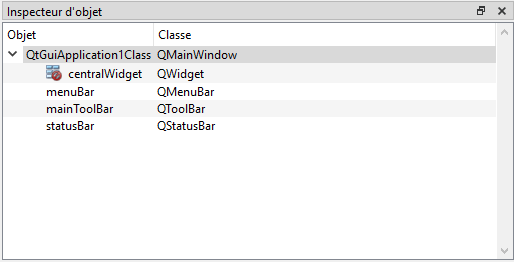 Inspecteur d'objet
Objet Classe
QtGuiApplication1Class QMainWindow
centralWidget QWidget
menuBar QMenuBar
mainToolBar QToolBar
statusBar QStatusBar